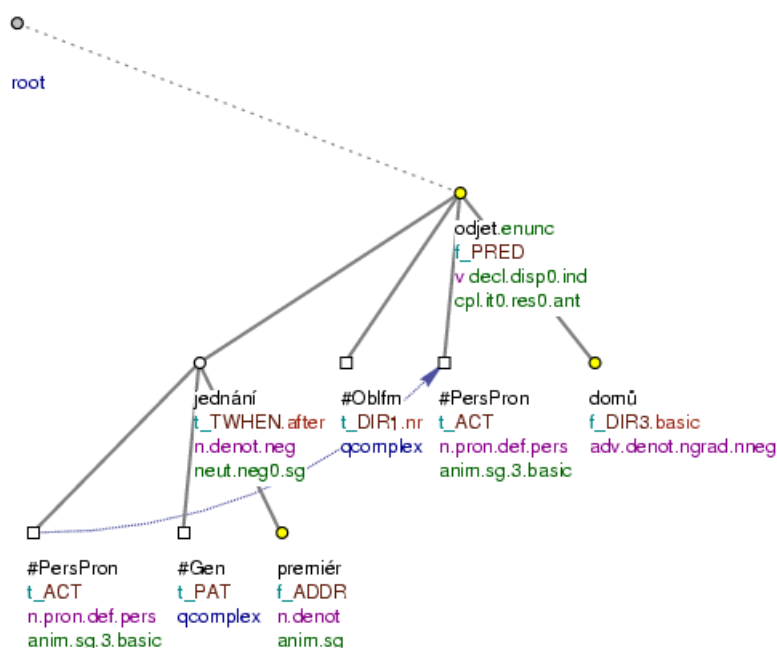 root
odjet.enunc
f_PRED
v decl.disp0.ind
cpl.it0.res0.ant
jednání
t_TWHEN.after
n.denot.neg
neut.neg0.sg
#Oblfm
t_DIR1.nr
qcomplex
#PersPron
t_ACT
n.pron.def.pers
anim.sg.3.basic
domů
f_DIR3.basic
adv.denot.ngrad.nneg
#PersPron
t_ACT
n.pron.def.pers
anim.sg.3.basic
#Gen
t_PAT
qcomplex
premiér
f_ADDR
n.denot
anim.sg